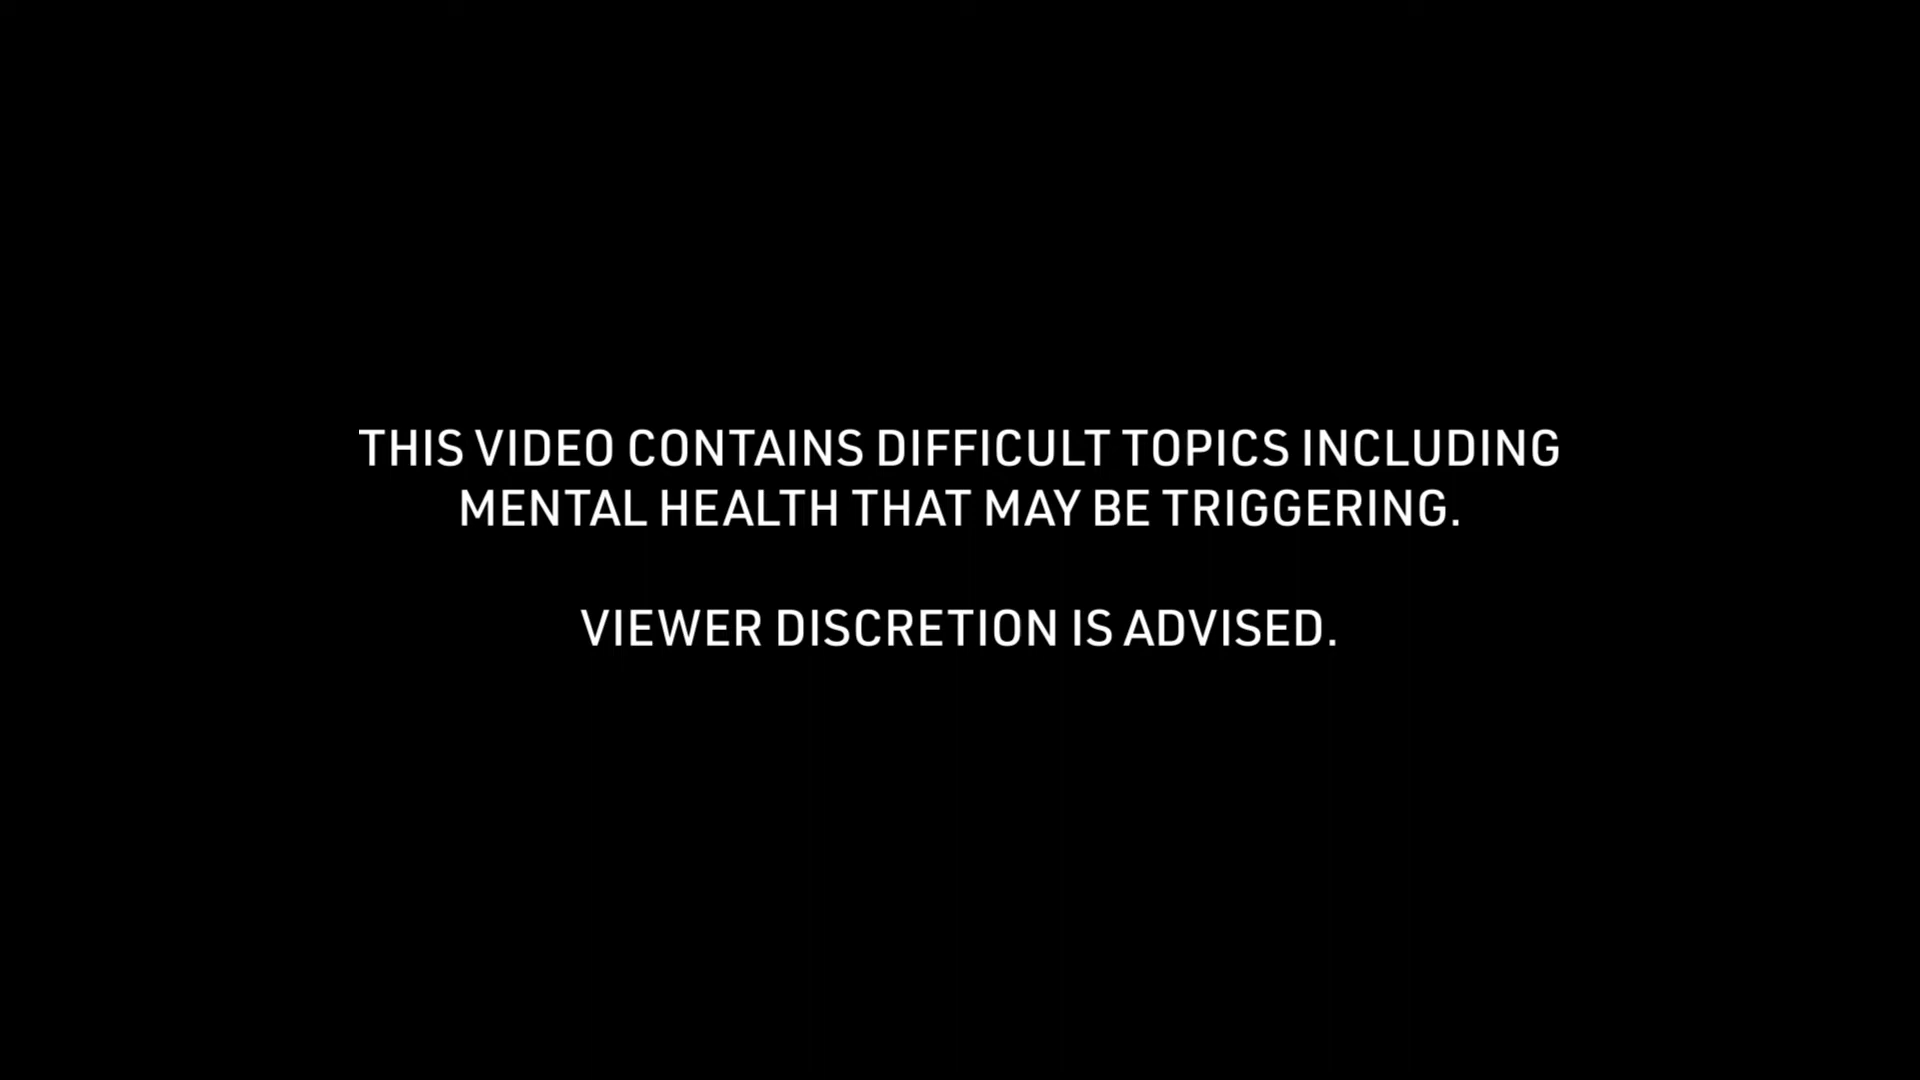 THIS VIDEO CONTAINS DIFFICULT TOPICS INCLUDING
MENTAL HEALTH THAT MAY BE TRIGGERING.
VIEWER DISCRETION IS ADVISED.